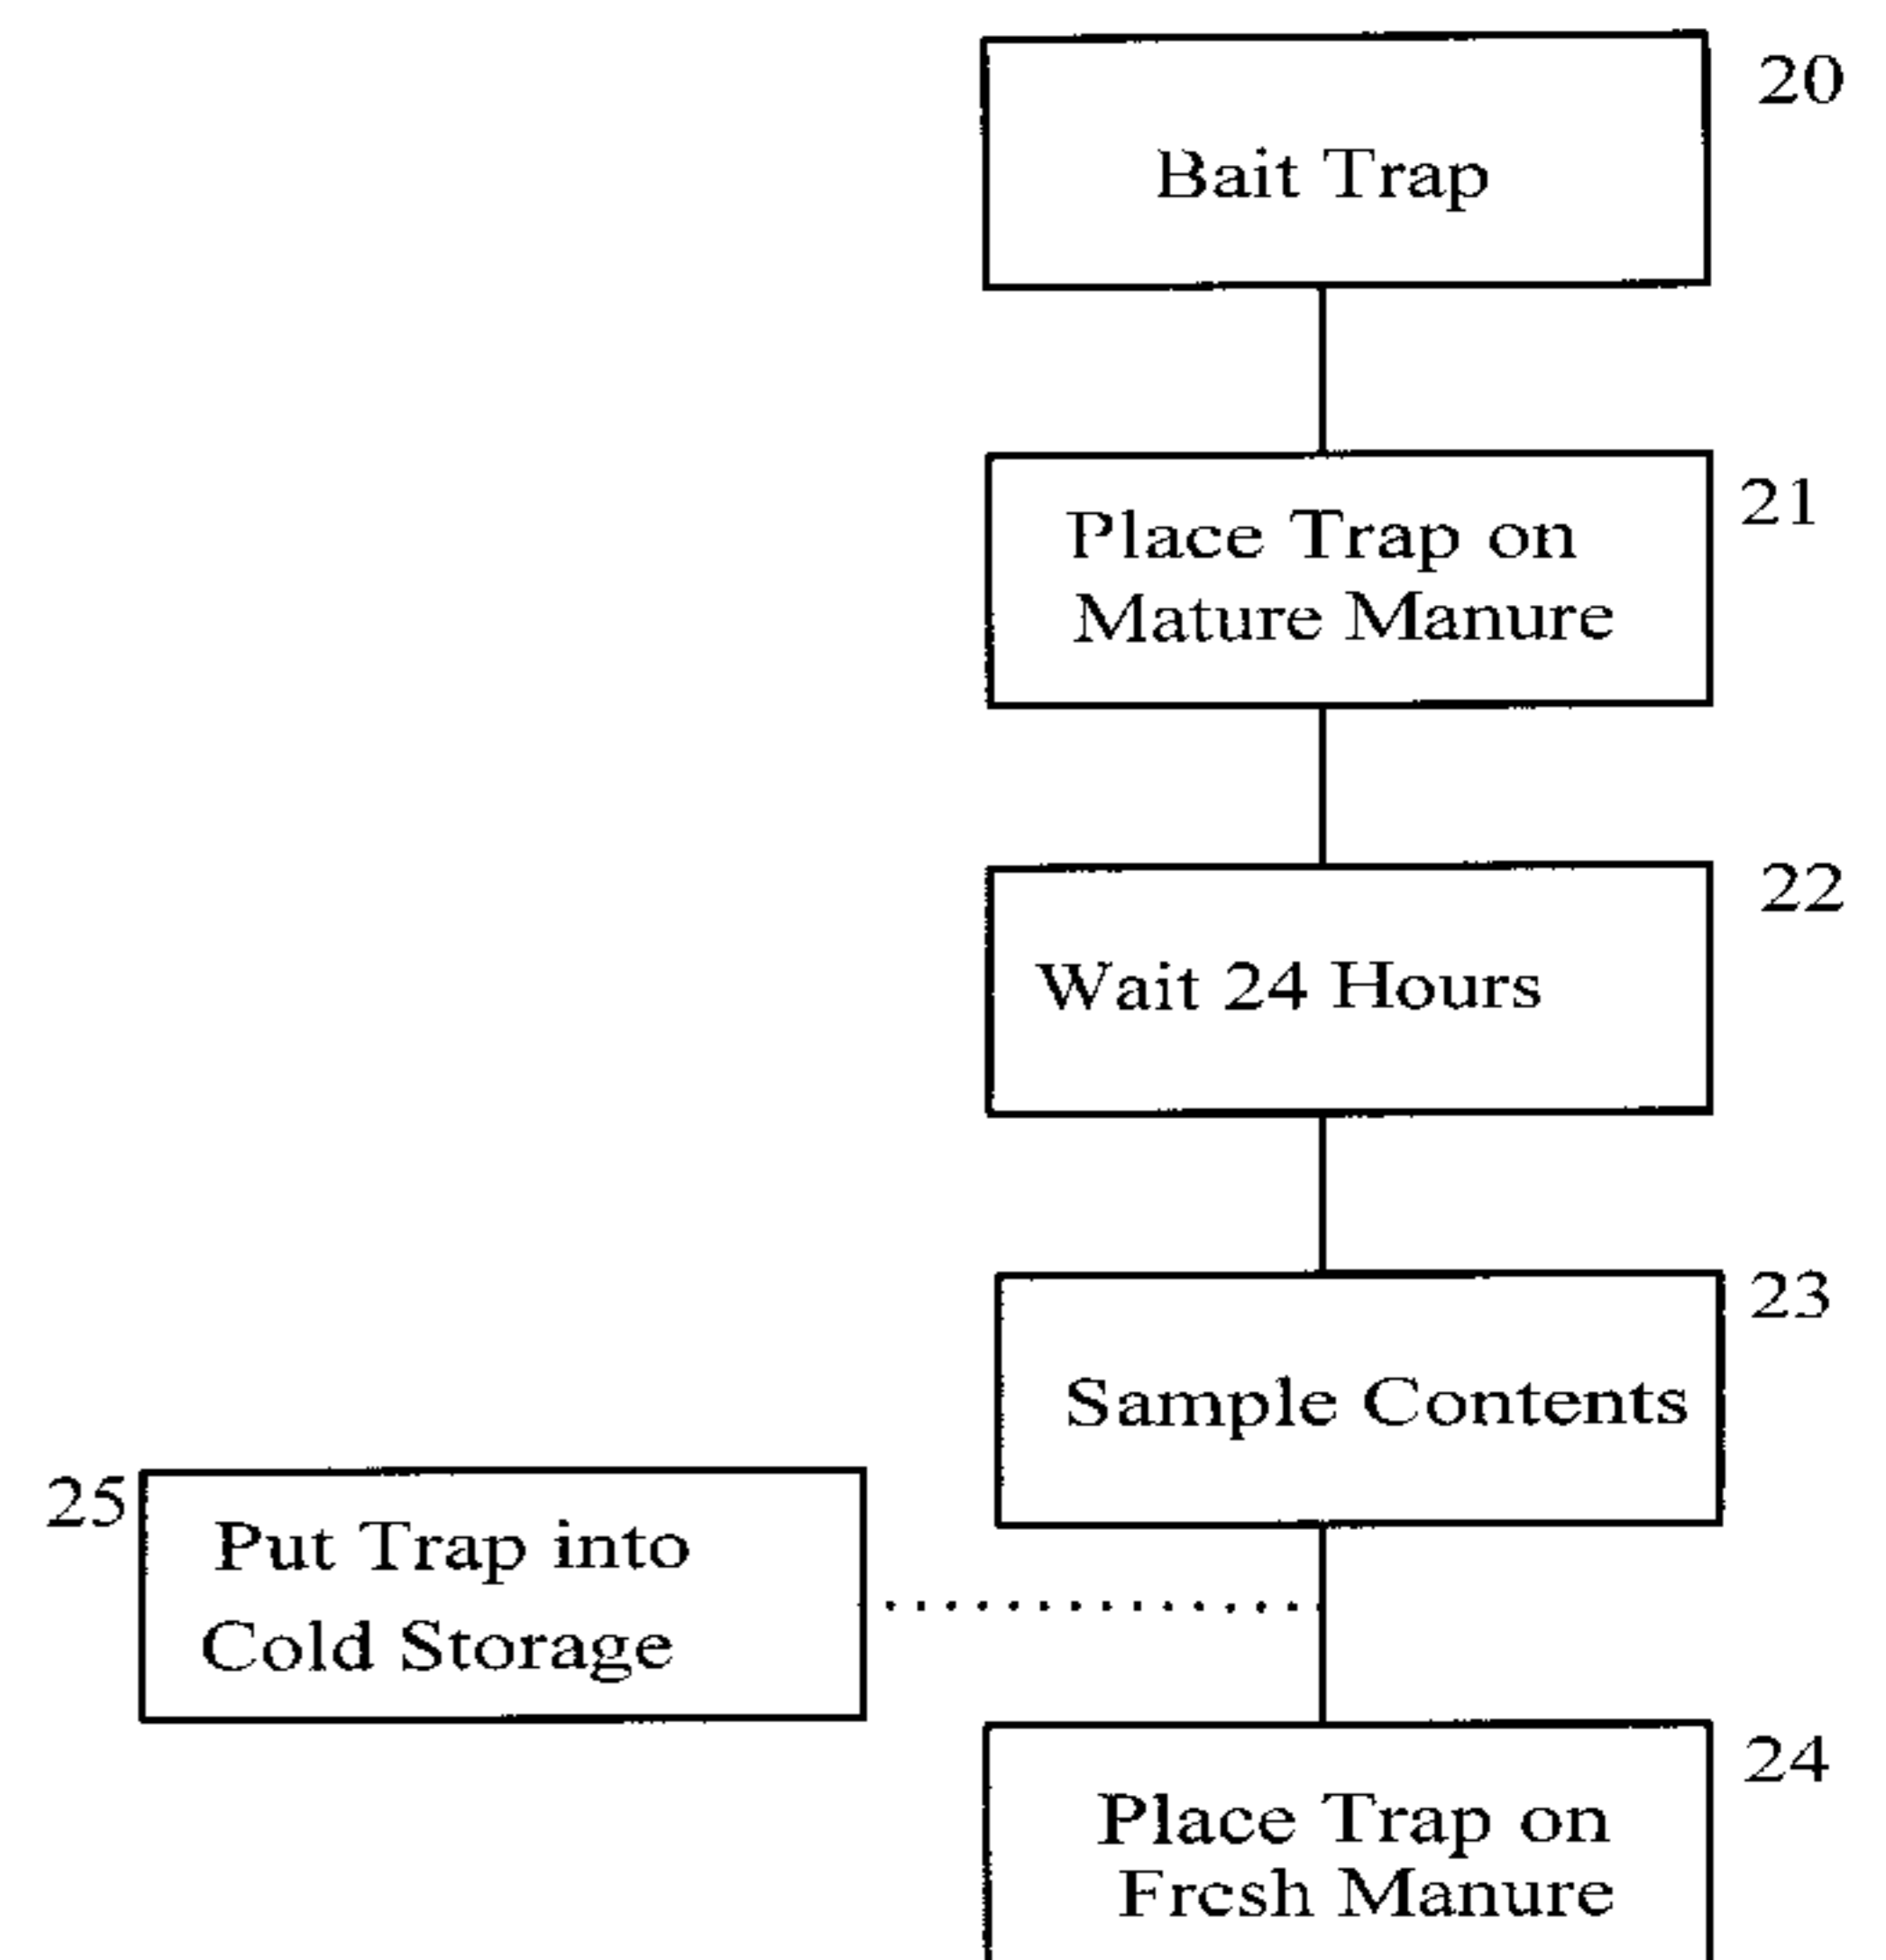 20
Bait Trap
21
Place Trap on
Mature Manure
22
Wait 24 Hours
23
Sample Contents
25
Put Trap into
Cold Storage
24
Place Trap on
Fresh Manure